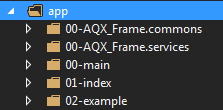 app
00-AQX_Frame.commons
00-AQX_Frame.services
00-main
01-index
02-example